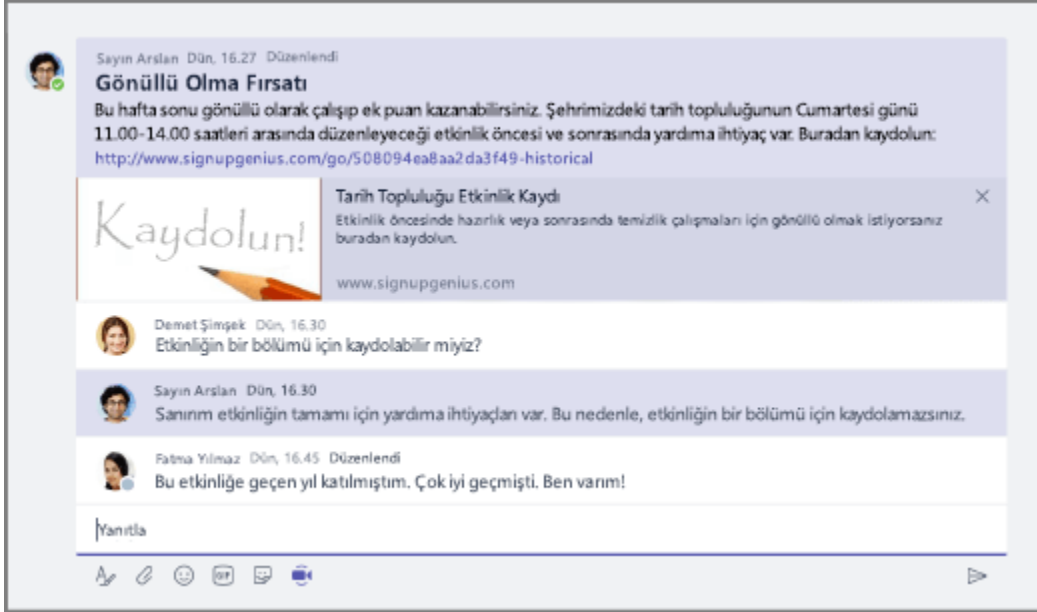 Sayın Arslan Dün, 16.27 Düzenlendi
Gönüllü Olma Fırsatı
Bu hafta sonu gönüllü olarak çalışıp ek puan kazanabilirsiniz. Şehrimizdeki tarih topluluğunun Cumartesi günü
11.00-14.00 saatleri arasında düzenleyeceği etkinlik öncesi ve sonrasında yardıma ihtiyaç var. Buradan kaydolun:
http://www.signupgenius.com/go/508094ea8aa2da3f49-historical
Kaydolun!
Tarih Topluluğu Etkinlik Kaydı
Etkinlik öncesinde hazırlık veya sonrasında temizlik çalışmaları için gönüllü olmak istiyorsanız
buradan kaydolun.
www.signupgenius.com
Demet Şimşek Dün, 16.30
Etkinliğin bir bölümü için kaydolabilir miyiz?
Sayın Arslan Dün, 16.30
Sanırım etkinliğin tamamı için yardıma ihtiyaçları var. Bu nedenle, etkinliğin bir bölümü için kaydolamazsınız.
Fatma Yılmaz Dün, 16.45 Düzenlendi
Bu etkinliğe geçen yıl katılmıştım. Çok iyi geçmişti. Ben varım!
Yanıtla
GIF